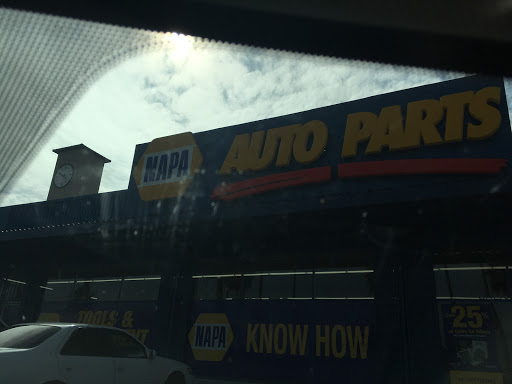 NAPA AUTO PARTS
TOOLS &
NAPA KNOW HOW
25